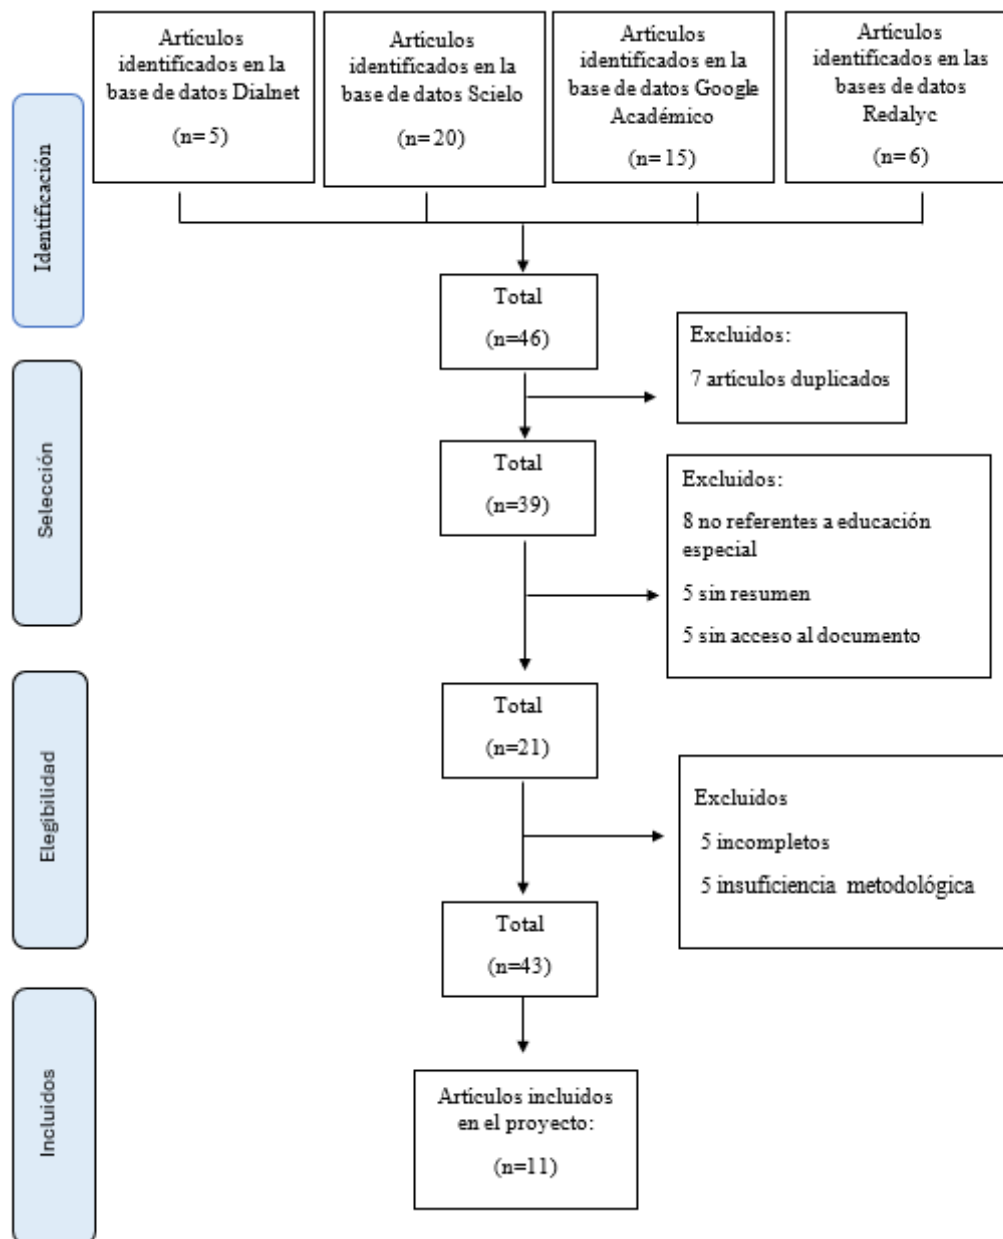 Artículos
identificados en la
base de datos Dialnet
(n= 5)
Artículos
identificados en la
base de datos Scielo
(n= 20)
Artículos
identificados en la
base de datos Google
Académico
(n= 15)
Artículos
identificados en las
bases de datos
Redalyc
(n= 6)
Identificación
Total
(n=46)
Excluidos:
7 artículos duplicados
Selección
Total
(n=39)
Excluidos:
8 no referentes a educación
especial
5 sin resumen
5 sin acceso al documento
Elegibilidad
Total
(n=21)
Excluidos
5 incompletos
5 insuficiencia metodológica
Total
(n=43)
Incluidos
Artículos incluidos
en el proyecto:
(n=11)